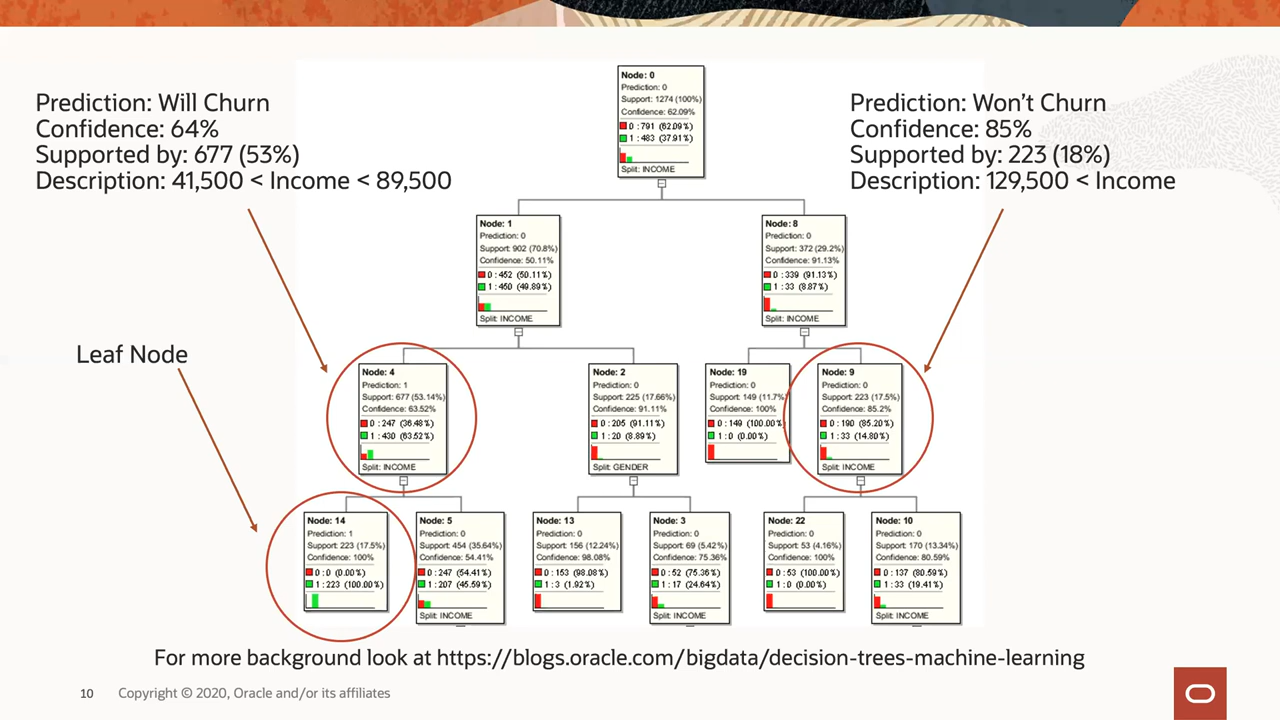 Prediction: Will Churn
Confidence: 64%
Supported by: 677 (53%)
Description: 41,500 < Income < 89,500
Node: 0
Prediction: 0
Support: 1274 (100%)
Confidence: 62.09%
0 : 791 (62.09%)
1 : 483 (37.91%)
Split: INCOME
Prediction: Won't Churn
Confidence: 85%
Supported by: 223 (18%)
Description: 129,500 < Income
Node: 1
Prediction: 0
Support: 902 (70.8%)
Confidence: 50.11%
0 : 452 (50.11%)
1 : 450 (49.89%)
Split: INCOME
Node: 8
Prediction: 0
Support: 372 (29.2%)
Confidence: 91.13%
0 : 339 (91.13%)
1 : 33 (8.87%)
Split: INCOME
Leaf Node
Node: 4
Prediction: 1
Support: 677 (53.14%)
Confidence: 63.52%
0 : 247 (36.48%)
1 : 430 (63.52%)
Split: INCOME
Node: 2
Prediction: 0
Support: 225 (17.66%)
Confidence: 91.11%
0 : 205 (91.11%)
1 : 20 (8.89%)
Split: GENDER
Node: 19
Prediction: 0
Support: 149 (11.7%)
Confidence: 100%
0 : 149 (100.00%)
1 : 0 (0.00%)
Node: 9
Prediction: 0
Support: 223 (17.5%)
Confidence: 85.2%
0 : 190 (85.20%)
1 : 33 (14.80%)
Split: INCOME
Node: 14
Prediction: 1
Support: 223 (17.5%)
Confidence: 100%
0 : 0 (0.00%)
1 : 223 (100.00%)
Node: 5
Prediction: 0
Support: 454 (35.64%)
Confidence: 54.41%
0 : 247 (54.41%)
1 : 207 (45.59%)
Split: INCOME
Node: 13
Prediction: 0
Support: 156 (12.24%)
Confidence: 98.08%
0 : 153 (98.08%)
1 : 3 (1.92%)
Node: 3
Prediction: 0
Support: 69 (5.42%)
Confidence: 75.36%
0 : 52 (75.36%)
1 : 17 (24.64%)
Split: INCOME
Node: 22
Prediction: 0
Support: 53 (4.16%)
Confidence: 100%
0 : 53 (100.00%)
1 : 0 (0.00%)
Node: 10
Prediction: 0
Support: 170 (13.34%)
Confidence: 80.59%
0 : 137 (80.59%)
1 : 33 (19.41%)
Split: INCOME
For more background look at https://blogs.oracle.com/bigdata/decision-trees-machine-learning
10 Copyright © 2020, Oracle and/or its affiliates